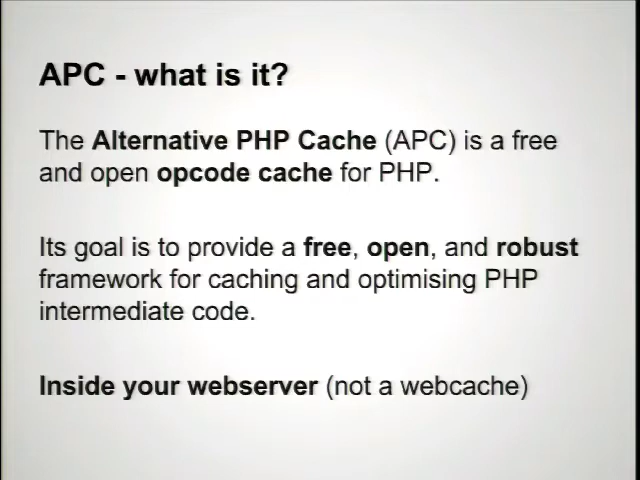 APC - what is it?
The Alternative PHP Cache (APC) is a free
and open opcode cache for PHP.
Its goal is to provide a free, open, and robust
framework for caching and optimising PHP
intermediate code.
Inside your webserver (not a webcache)